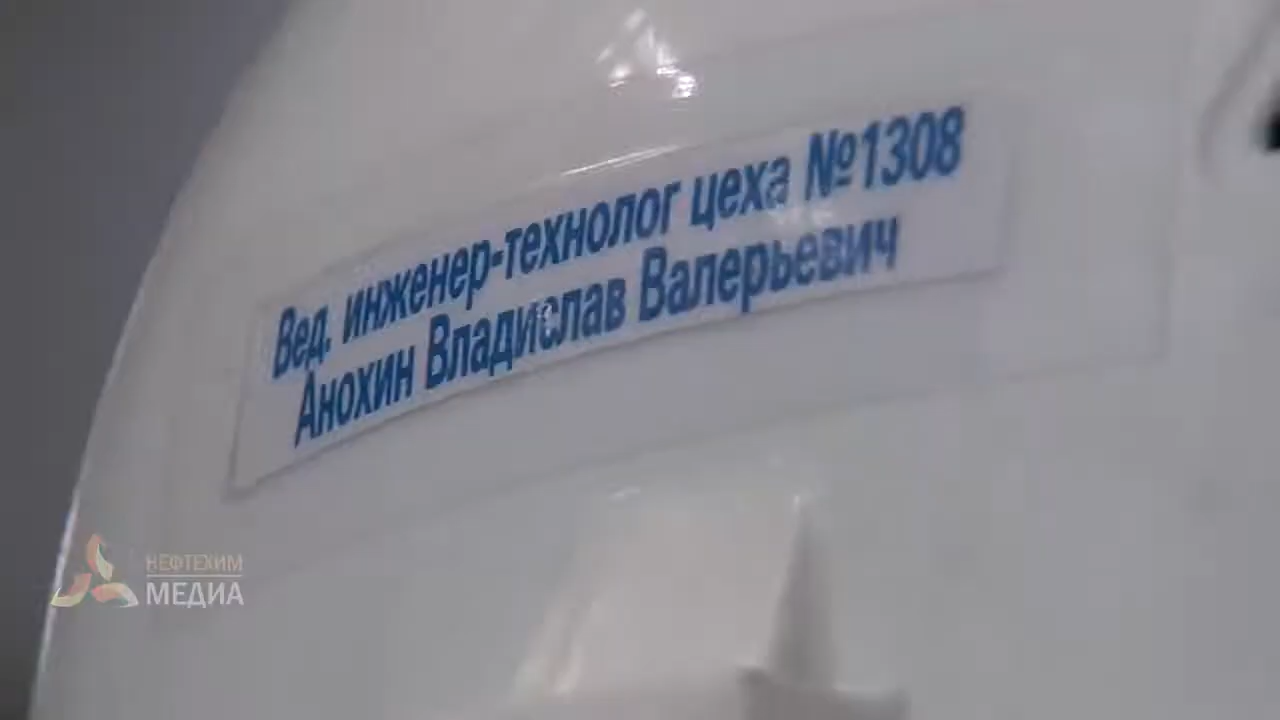 Вед. инженер-технолог цеха №1308
Анохин Владислав Валерьевич
НЕФТЕХИМ
МЕДИА